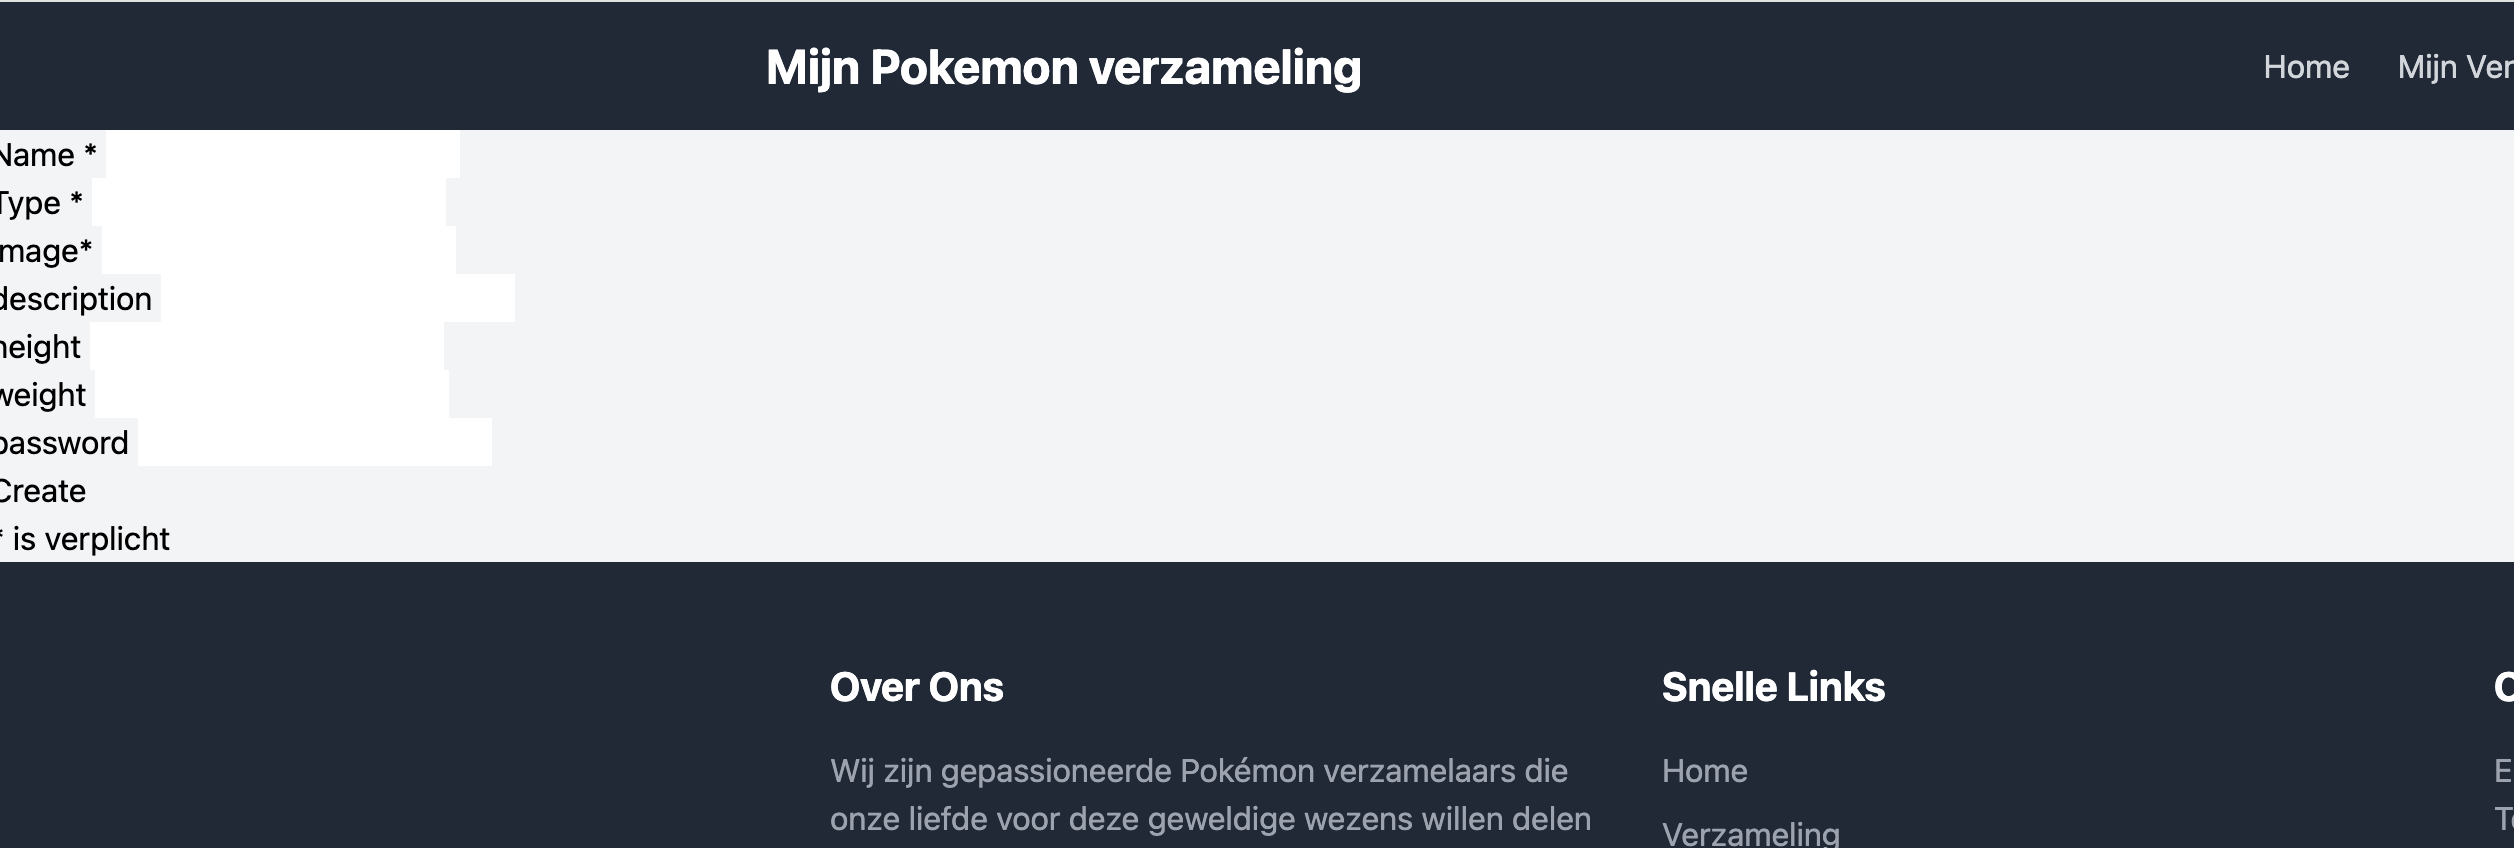 Mijn Pokemon verzameling
Home
Mijn Ver
Name *
Type *
mage*
description
height
weight
password
Create
* is verplicht
Over Ons
Wij zijn gepassioneerde Pokémon verzamelaars die
onze liefde voor deze geweldige wezens willen delen
Snelle Links
Home
Verzameling